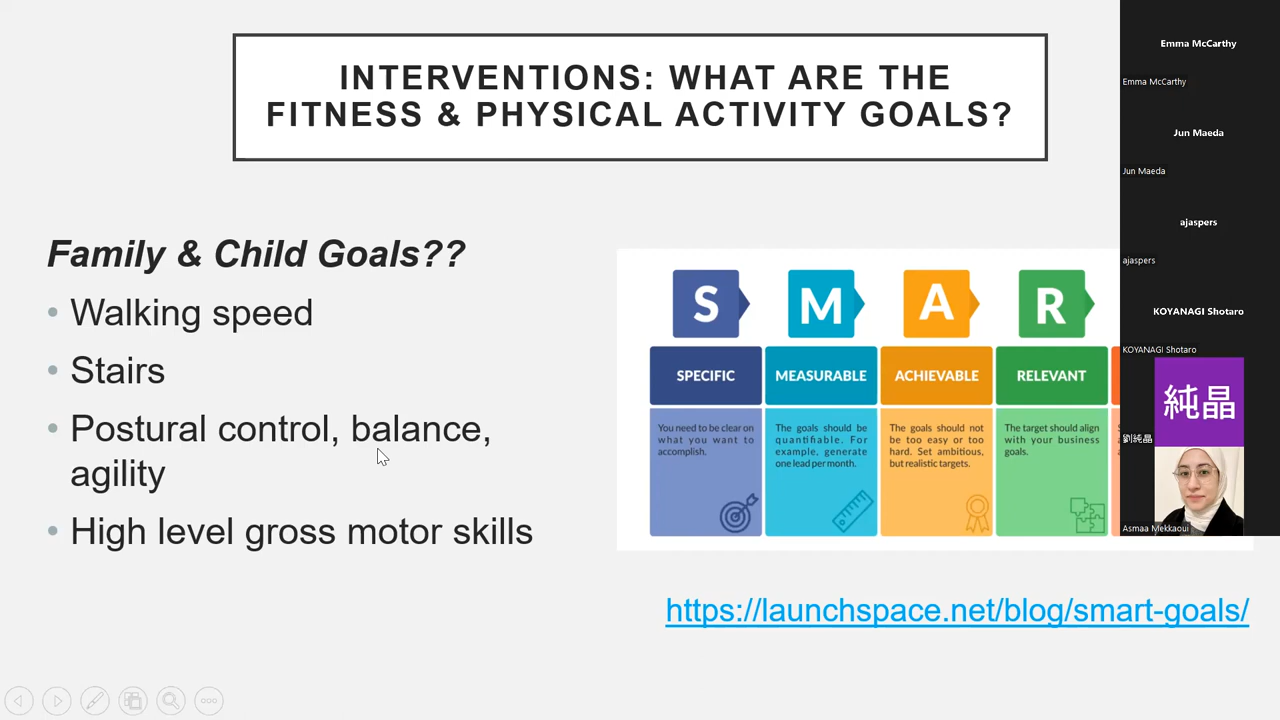 INTERVENTIONS: WHAT ARE THE
FITNESS & PHYSICAL ACTIVITY GOALS?
Family & Child Goals??
• Walking speed
• Stairs
• Postural control, balance,
agility
• High level gross motor skills
S
M
A
R
SPECIFIC
MEASURABLE
ACHIEVABLE
RELEVANT
You need to be clear on
what you want to
accomplish.
The goals should be
quantifiable. For
example, generate
one lead per month.
The goals should not
be too easy or too
hard. Set ambitious,
but realistic targets.
The target should align
with your business
goals.
https://launchspace.net/blog/smart-goals/
Emma McCarthy
Emma McCarthy
Jun Maeda
Jun Maeda
ajaspers
ajaspers
KOYANAGI Shotaro
KOYANAGI Shotaro
純晶
劉純晶
Asmaa Mekkaoui